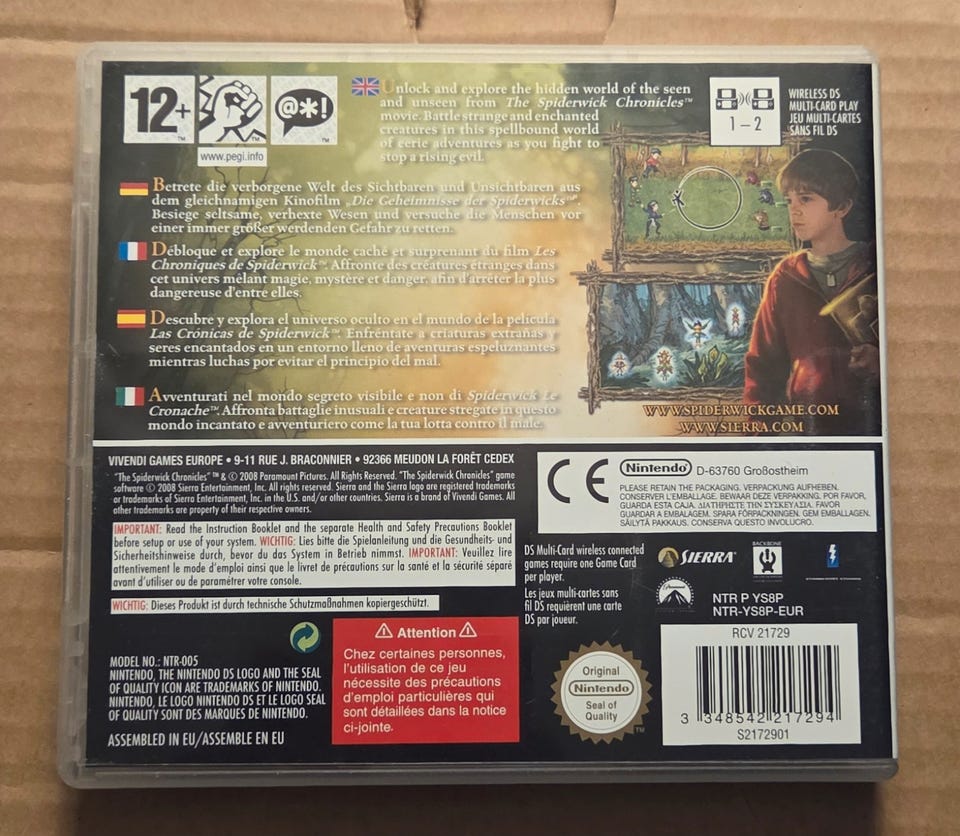 12+
TM
www.pegi.info
@*!
TM
Unlock and explore the hidden world of the seen
and unseen from The Spiderwick Chronicles™
movie. Battle strange and enchanted
creatures in this spellbound world
of eerie adventures as you fight to
stop a rising evil.
1–2
WIRELESS DS
MULTI-CARD PLAY
JEU MULTI-CARTES
SANS FIL DS
Betrete die verborgene Welt des Sichtbaren und Unsichtbaren aus
dem gleichnamigen Kinofilm „Die Geheimnisse der Spiderwicks™“.
Besiege seltsame, verhexte Wesen und versuche die Menschen vor
einer immer größer werdenden Gefahr zu retten.
Débloque et explore le monde caché et surprenant du film Les
Chroniques de Spiderwick™. Affronte des créatures étranges dans
cet univers mêlant magie, mystère et danger, afin d'arrêter la plus
dangereuse d'entre elles.
Descubre y explora el universo oculto en el mundo de la película
Las Crónicas de Spiderwick™. Enfréntate a criaturas extrañas y
seres encantados en un entorno lleno de aventuras espeluznantes
mientras luchas por evitar el principio del mal.
Avventurati nel mondo segreto visibile e non di Spiderwick Le
Cronache™. Affronta battaglie inusuali e creature stregate in questo
mondo incantato e avventuriero come la tua lotta contro il male.
WWW.SPIDERWICKGAME.COM
WWW.SIERRA.COM
VIVENDI GAMES EUROPE • 9-11 RUE J. BRACONNIER • 92366 MEUDON LA FORÊT CEDEX
"The Spiderwick Chronicles" ™ & © 2008 Paramount Pictures. All Rights Reserved. "The Spiderwick Chronicles" game
software © 2008 Sierra Entertainment, Inc. All rights reserved. Sierra and the Sierra logo are registered trademarks
or trademarks of Sierra Entertainment, Inc. in the U.S. and/or other countries. Sierra is a brand of Vivendi Games. All
other trademarks are property of their respective owners.
IMPORTANT: Read the Instruction Booklet and the separate Health and Safety Precautions Booklet
before setup or use of your system. WICHTIG: Lies bitte die Spielanleitung und die Gesundheits- und
Sicherheitshinweise durch, bevor du das System in Betrieb nimmst. IMPORTANT: Veuillez lire
attentivement le mode d'emploi ainsi que le livret de précautions sur la santé et la sécurité séparé
avant d'utiliser ou de paramétrer votre console.
WICHTIG: Dieses Produkt ist durch technische Schutzmaßnahmen kopiergeschützt.
CE
Nintendo
D-63760 Großostheim
PLEASE RETAIN THE PACKAGING. VERPACKUNG AUFHEBEN.
CONSERVER L'EMBALLAGE. BEWAAR DEZE VERPAKKING. POR FAVOR,
GUARDA ESTA CAJA. ΔΙΑΤΗΡΗΣΤΕ ΤΗΝ ΣΥΣΚΕΥΑΣΙΑ. FAVOR
GUARDAR A EMBALAGEM. SPARA FÖRPACKNINGEN. GEM EMBALLAGEN.
SÄILYTÄ PAKKAUS. CONSERVA QUESTO INVOLUCRO.
DS Multi-Card wireless connected
games require one Game Card
per player.
Les jeux multi-cartes sans
fil DS requièrent une carte
DS par joueur.
SIERRA
BACKBONE
Paramount
NTR P YS8P
NTR-YS8P-EUR
MODEL NO.: NTR-005
NINTENDO, THE NINTENDO DS LOGO AND THE SEAL
OF QUALITY ICON ARE TRADEMARKS OF NINTENDO.
NINTENDO, LE LOGO NINTENDO DS ET LE LOGO SEAL
OF QUALITY SONT DES MARQUES DE NINTENDO.
ASSEMBLED IN EU/ASSEMBLE EN EU
Attention
Chez certaines personnes,
l'utilisation de ce jeu
nécessite des précautions
d'emploi particulières qui
sont détaillées dans la notice
ci-jointe.
Original
Nintendo
Seal of
Quality
TM
RCV 21729
3 348542 217294
S2172901